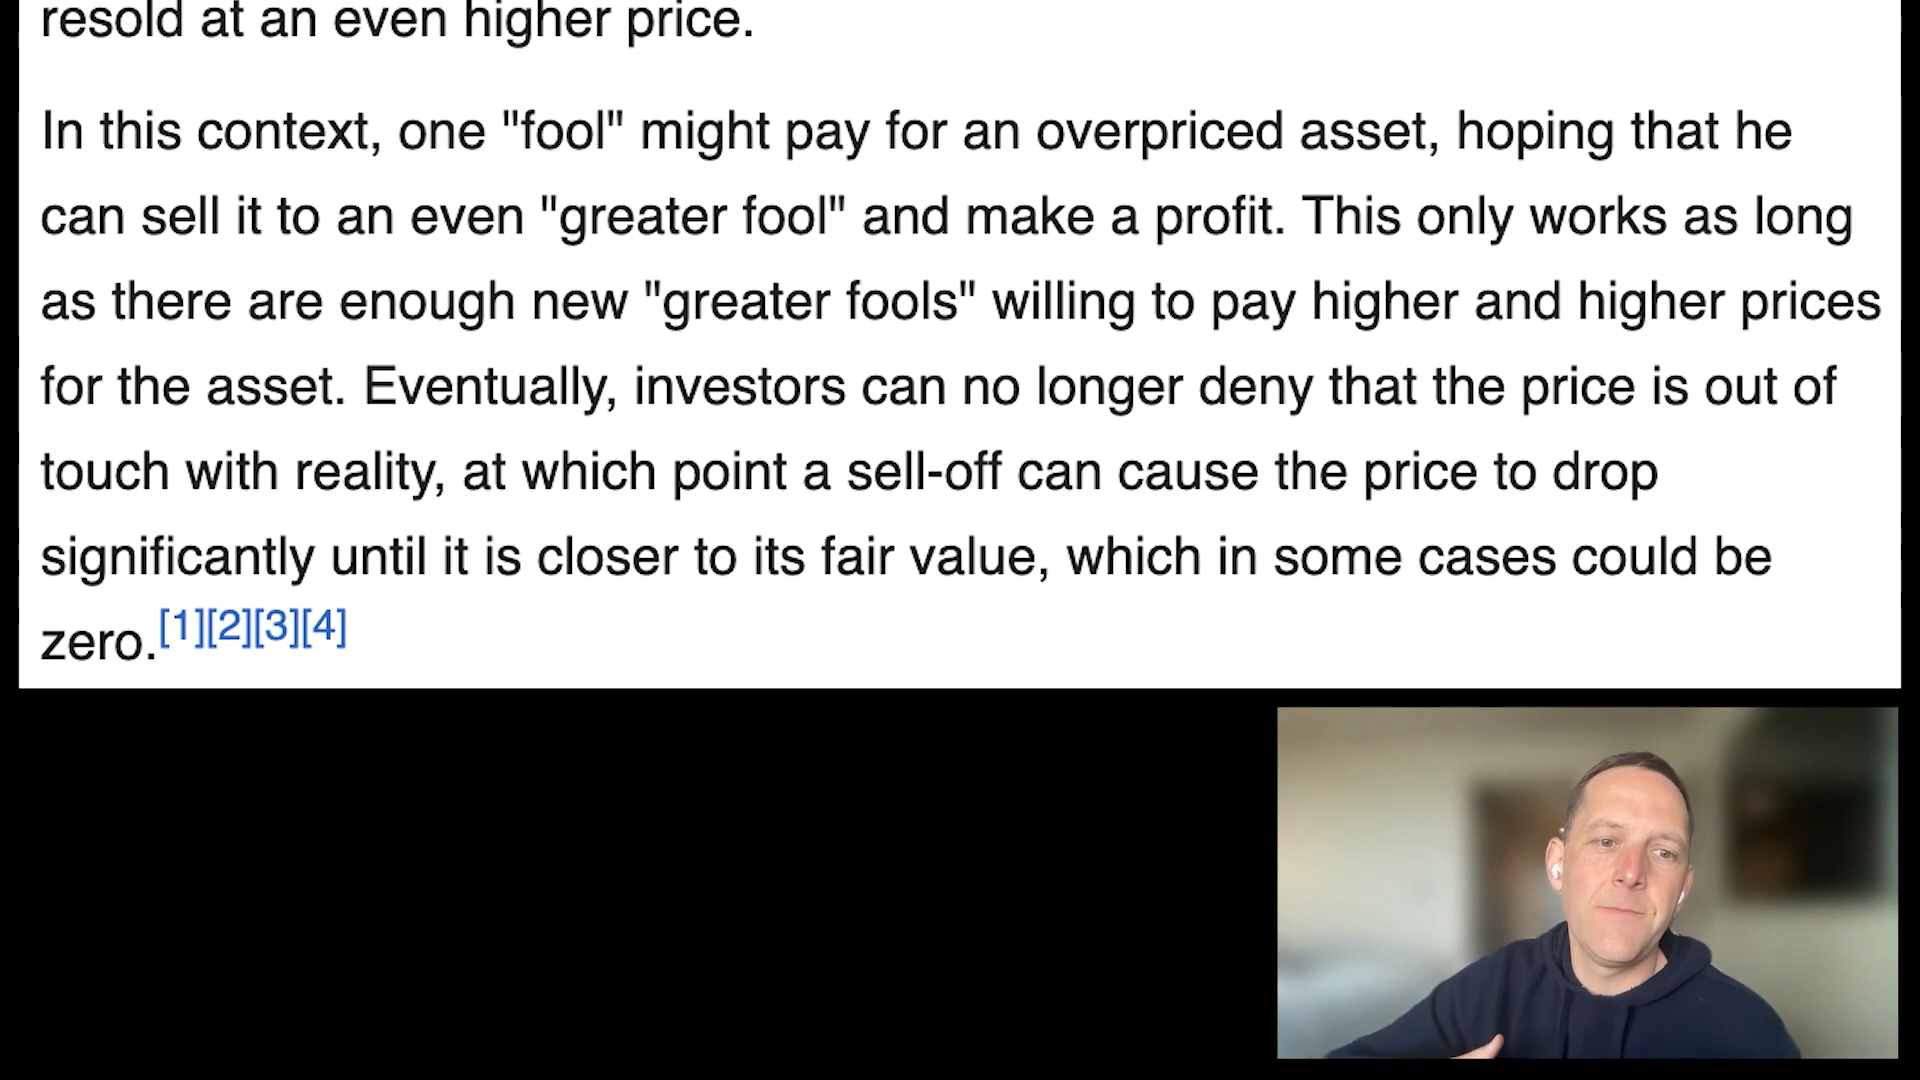 resold at an even higher price.
In this context, one "fool" might pay for an overpriced asset, hoping that he
can sell it to an even "greater fool" and make a profit. This only works as long
as there are enough new "greater fools" willing to pay higher and higher prices
for the asset. Eventually, investors can no longer deny that the price is out of
touch with reality, at which point a sell-off can cause the price to drop
significantly until it is closer to its fair value, which in some cases could be
zero.[1][2][3][4]